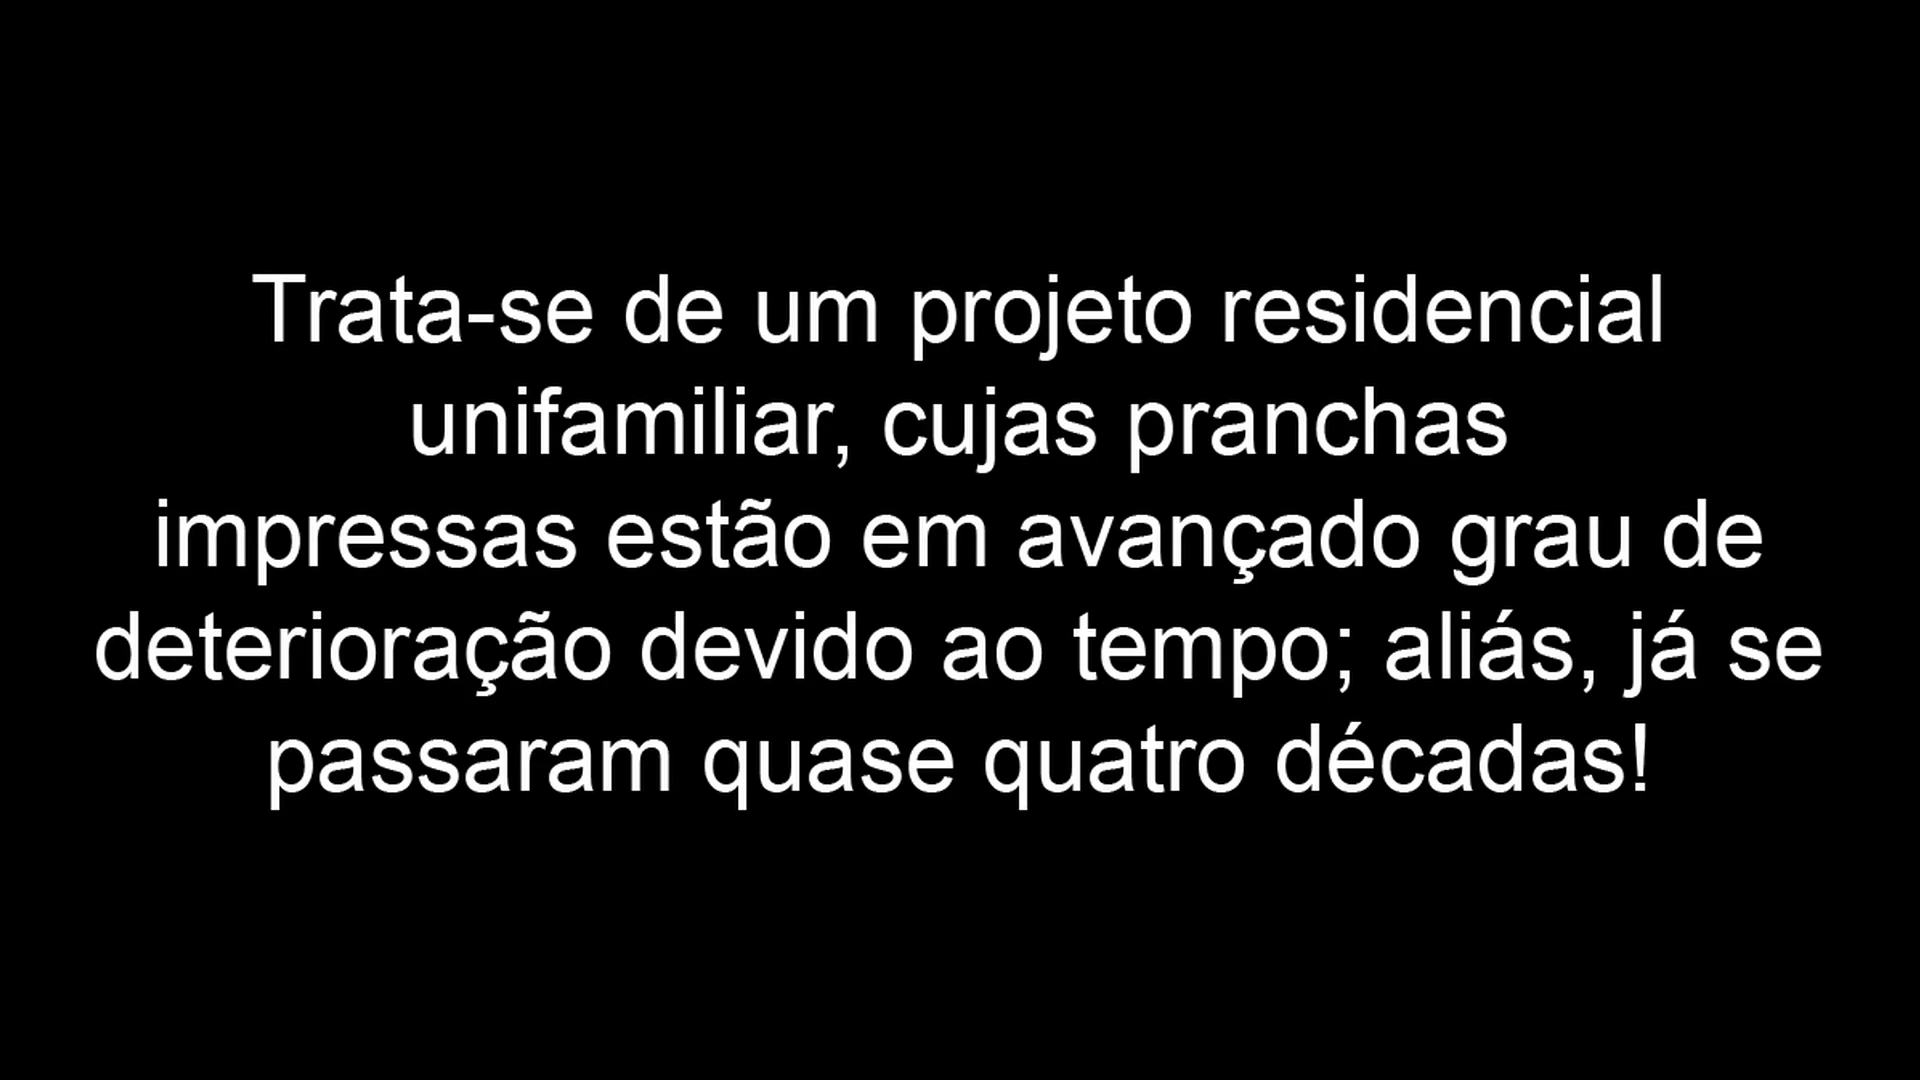 Trata-se de um projeto residencial
unifamiliar, cujas pranchas
impressas estão em avançado grau de
deterioração devido ao tempo; aliás, já se
passaram quase quatro décadas!